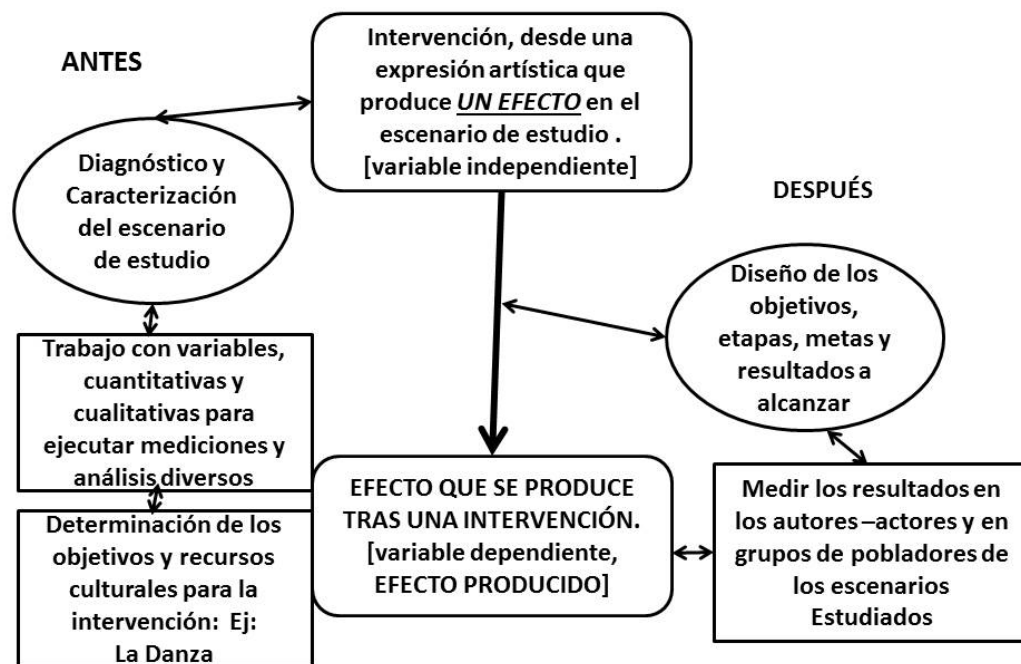 ANTES
Intervención, desde una
expresión artística que
produce UN EFECTO en el
escenario de estudio .
[variable independiente]
Diagnóstico y
Caracterización
del escenario
de estudio
Trabajo con variables,
cuantitativas y
cualitativas para
ejecutar mediciones y
análisis diversos
Determinación de los
objetivos y recursos
culturales para la
intervención: Ej:
La Danza
DESPUÉS
Diseño de los
objetivos,
etapas, metas y
resultados a
alcanzar
EFECTO QUE SE PRODUCE
TRAS UNA INTERVENCIÓN.
[variable dependiente,
EFECTO PRODUCIDO]
Medir los resultados en
los autores –actores y en
grupos de pobladores de
los escenarios
Estudiados